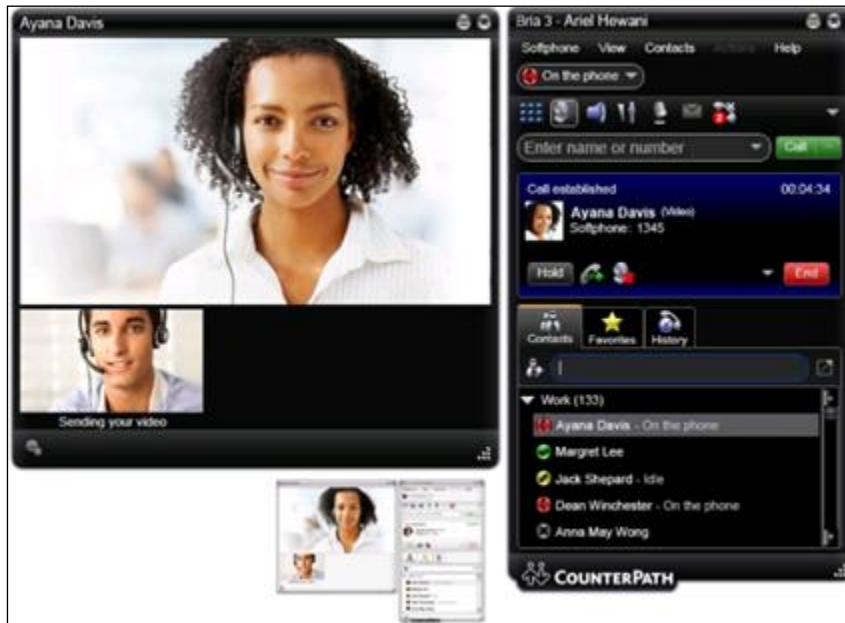 Ayana Davis
Sending your video
Bria 3 - Ariel Hewani
Softphone View Contacts Actions Help
On the phone
Enter name or number
Call
Call established 00:04:34
Ayana Davis (Video)
Softphone: 1345
Hold
End
Contacts Favorites History
Work (133)
Ayana Davis - On the phone
Margret Lee
Jack Shepard - Idle
Dean Winchester - On the phone
Anna May Wong
COUNTERPATH